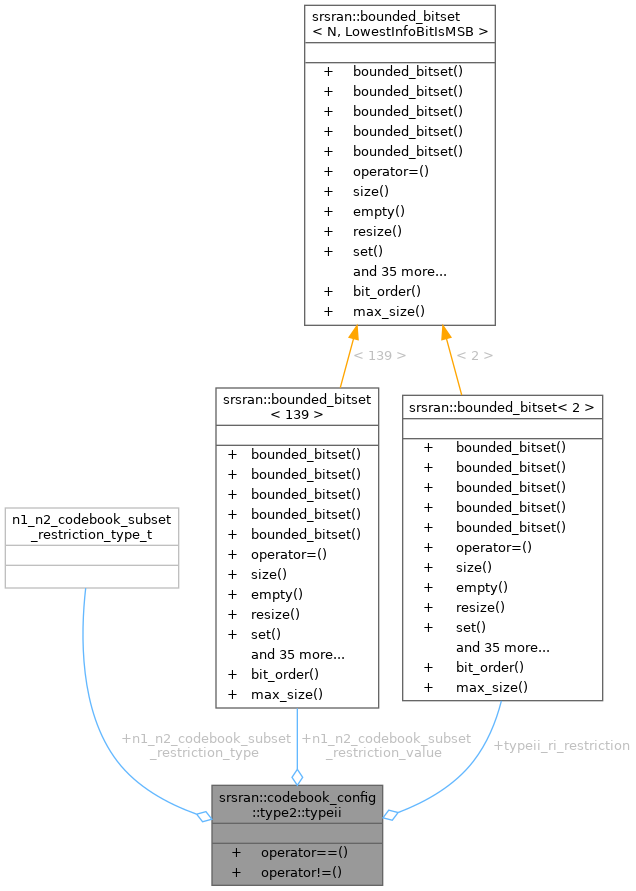 srsran::bounded_bitset
< N, LowestInfoBitIsMSB >
+ bounded_bitset()
+ bounded_bitset()
+ bounded_bitset()
+ bounded_bitset()
+ bounded_bitset()
+ operator=()
+ size()
+ empty()
+ resize()
+ set()
and 35 more...
+ bit_order()
+ max_size()
< 139 >
< 2 >
srsran::bounded_bitset
< 139 >
+ bounded_bitset()
+ bounded_bitset()
+ bounded_bitset()
+ bounded_bitset()
+ bounded_bitset()
+ operator=()
+ size()
+ empty()
+ resize()
+ set()
and 35 more...
+ bit_order()
+ max_size()
srsran::bounded_bitset< 2 >
+ bounded_bitset()
+ bounded_bitset()
+ bounded_bitset()
+ bounded_bitset()
+ bounded_bitset()
+ operator=()
+ size()
+ empty()
+ resize()
+ set()
and 35 more...
+ bit_order()
+ max_size()
n1_n2_codebook_subset
_restriction_type_t
+n1_n2_codebook_subset
_restriction_type
+n1_n2_codebook_subset
_restriction_value
+typeii_ri_restriction
srsran::codebook_config
::type2::typeii
+ operator==()
+ operator!=()